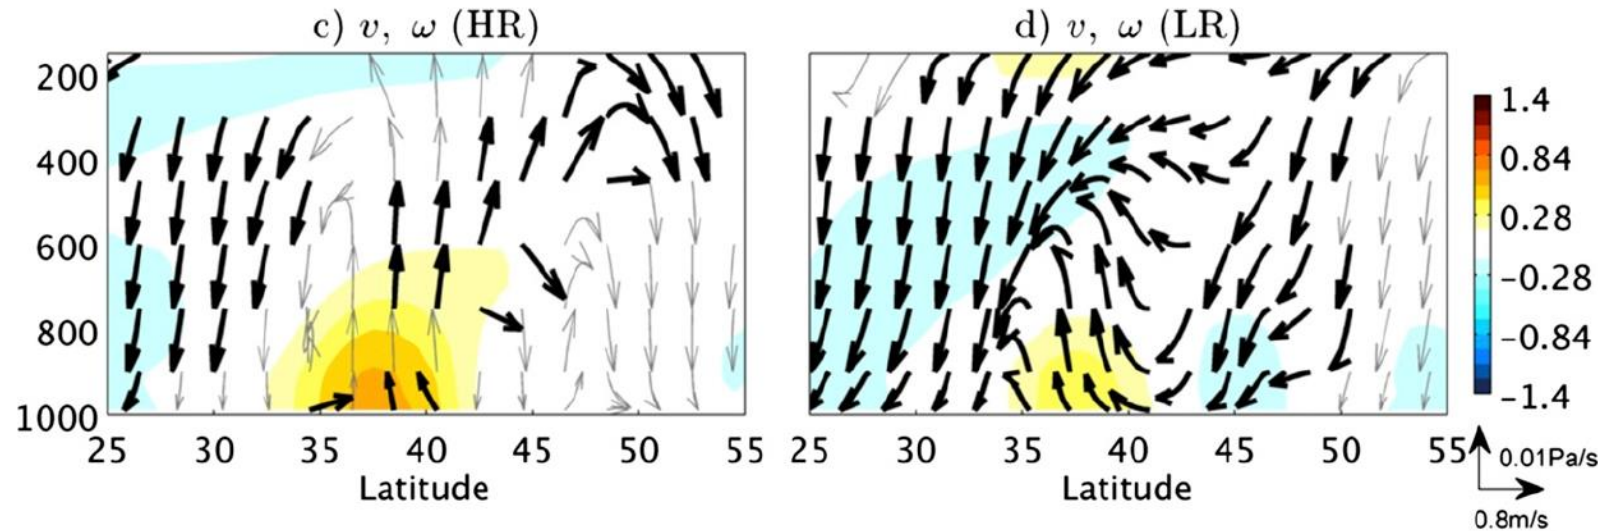 c) v, ω (HR)
d) v, ω (LR)
200
400
600
800
1000
25 30 35 40 45 50 55
Latitude
25 30 35 40 45 50 55
Latitude
1.4
0.84
0.28
−0.28
−0.84
−1.4
0.01Pa/s
0.8m/s